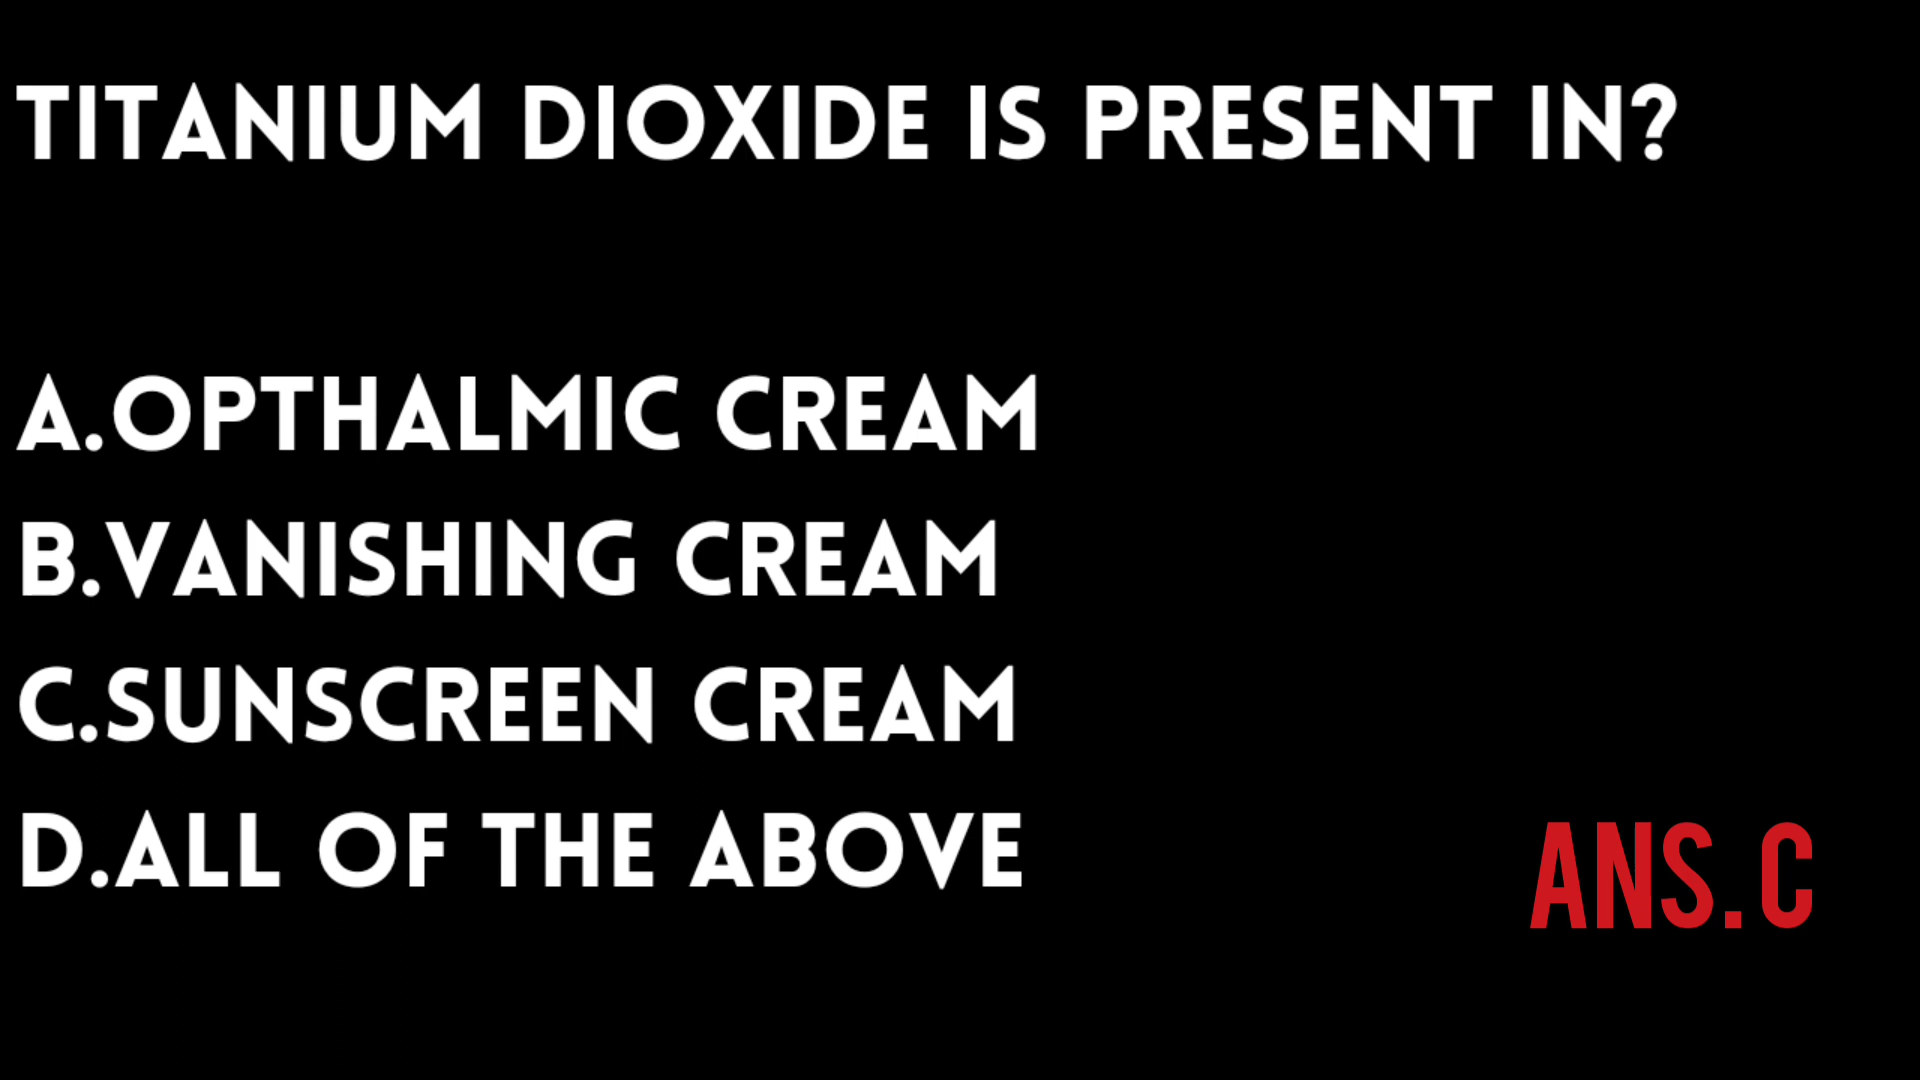 TITANIUM DIOXIDE IS PRESENT IN?
A.OPTHALMIC CREAM
B.VANISHING CREAM
C.SUNSCREEN CREAM
D.ALL OF THE ABOVE
ANS.C